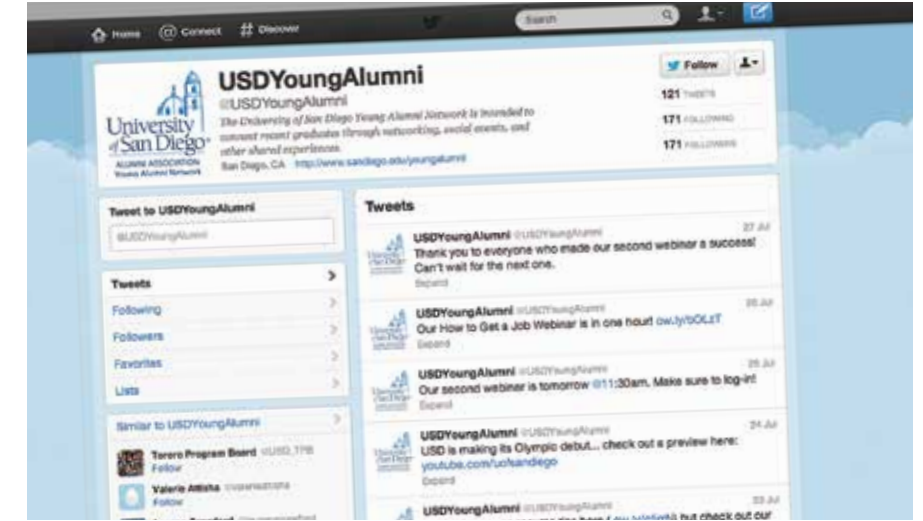 Home @ Connect # Discover
Search
University
of San Diego
ALUMNI ASSOCIATION
Young Alumni Network
USDYoungAlumni
@USDYoungAlumni
The University of San Diego Young Alumni Network is intended to
connect recent graduates through networking, social events, and
other shared experiences.
San Diego, CA http://www.sandiego.edu/youngalumni
Follow
121 TWEETS
171 FOLLOWING
171 FOLLOWERS
Tweet to USDYoungAlumni
@USDYoungAlumni
Tweets
Following
Followers
Favorites
Lists
Similar to USDYoungAlumni
Torero Program Board @USD_TPB
Follow
Valerie Attisha
Follow
Tweets
USDYoungAlumni @USDYoungAlumni 27 Jul
Thank you to everyone who made our second webinar a success!
Can't wait for the next one.
Expand
USDYoungAlumni @USDYoungAlumni 26 Jul
Our How to Get a Job Webinar is in one hour!
Expand
USDYoungAlumni @USDYoungAlumni
Our second webinar is tomorrow @11:30am. Make sure to log-in!
Expand
USDYoungAlumni @USDYoungAlumni 24 Jul
USD is making its Olympic debut... check out a preview here:
youtube.com/uofsandiego
Expand
USDYoungAlumni @USDYoungAlumni 23 Jul
here but check out our